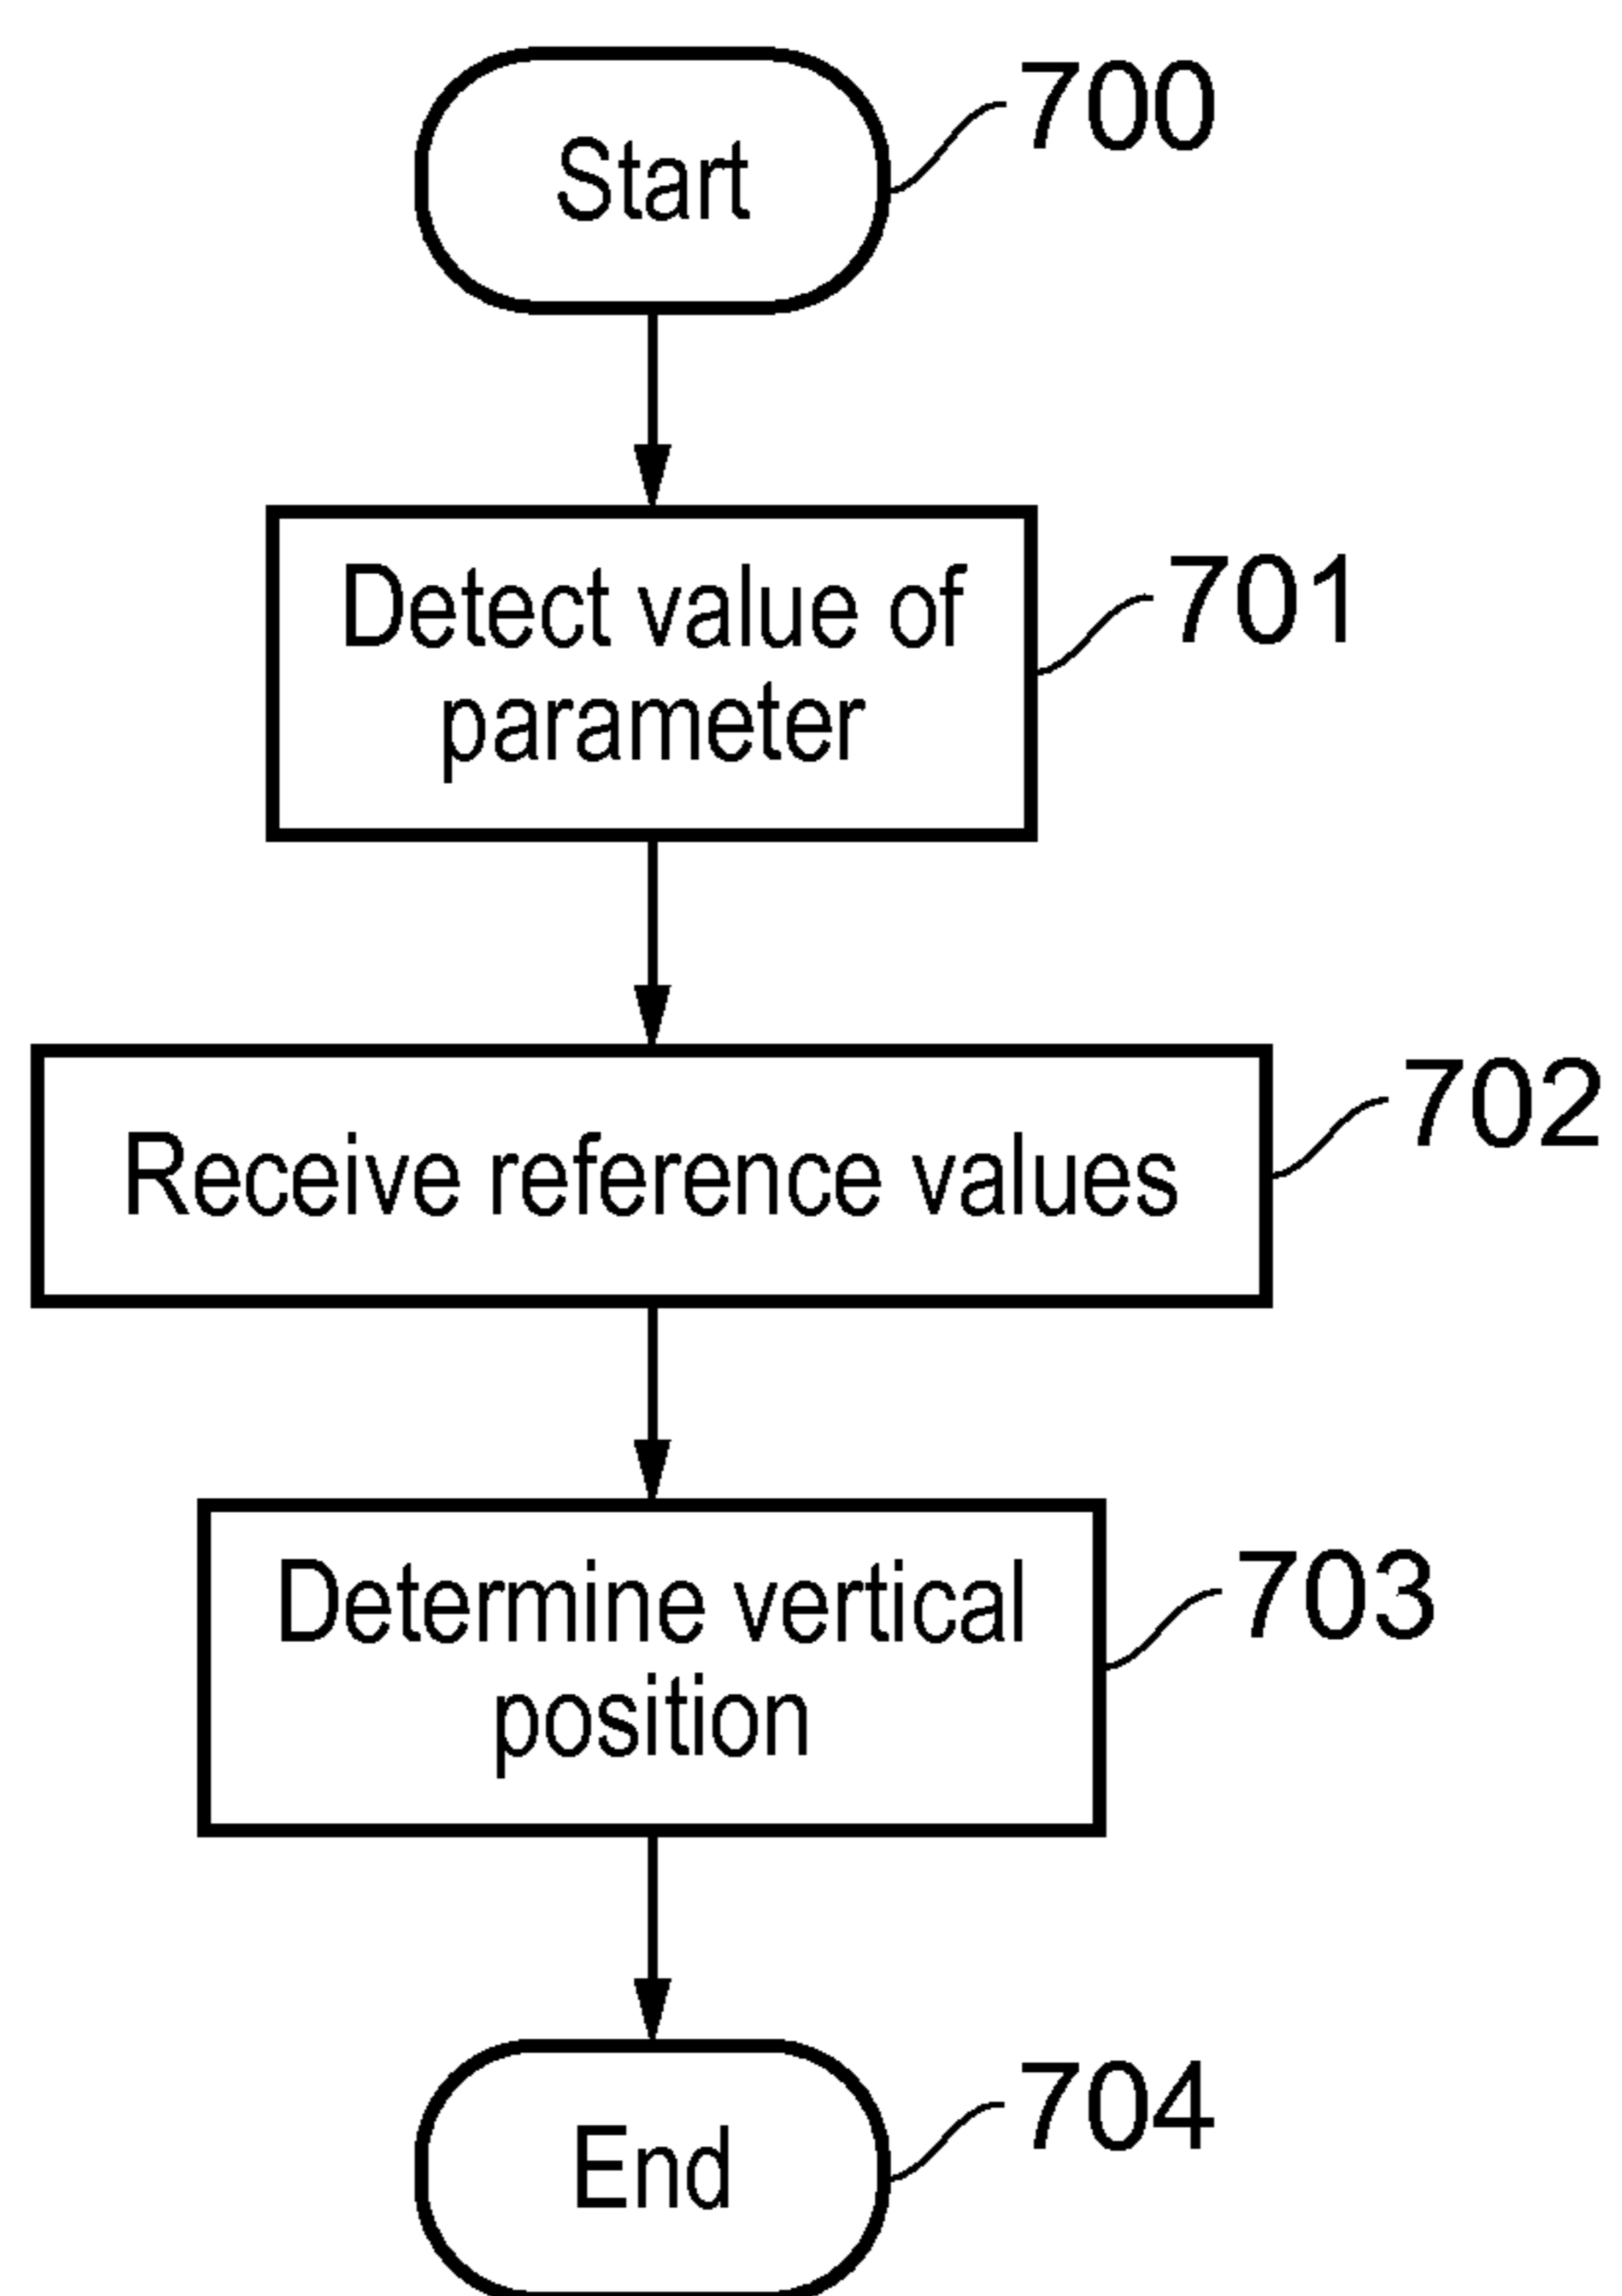 Start
700
Detect value of
parameter
701
Receive reference values
702
Determine vertical
position
703
End
704